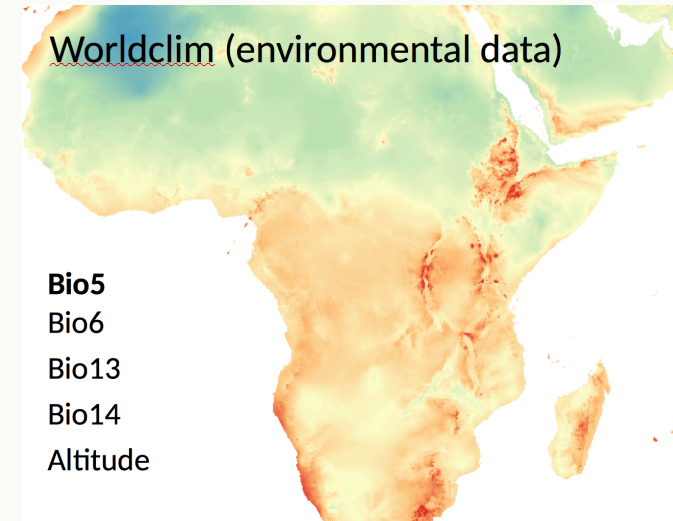 Worldclim (environmental data)
Bio5
Bio6
Bio13
Bio14
Altitude